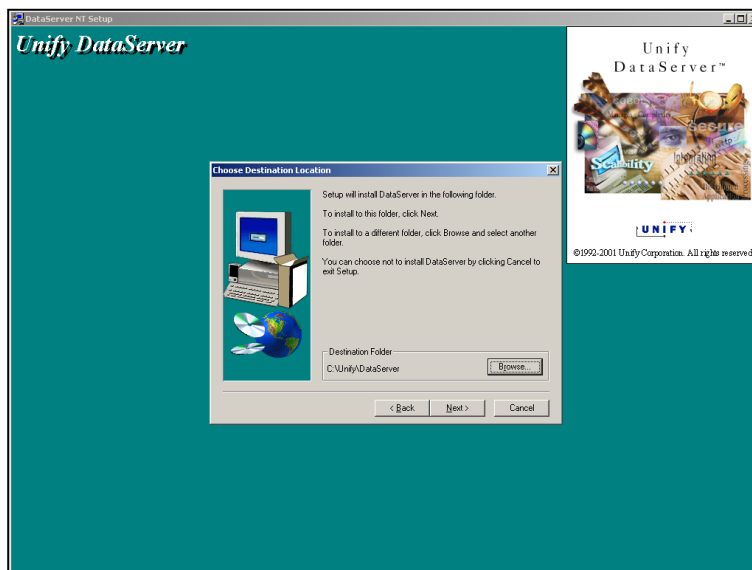 DataServer NT Setup
Unify DataServer
Unify
DataServer™
secure
http
Scalability
Information
UNIFY
©1992-2001 Unify Corporation. All rights reserved
Choose Destination Location
Setup will install DataServer in the following folder.
To install to this folder, click Next.
To install to a different folder, click Browse and select another
folder.
You can choose not to install DataServer by clicking Cancel to
exit Setup.
Destination Folder
C:\Unify\DataServer
Browse...
< Back
Next >
Cancel